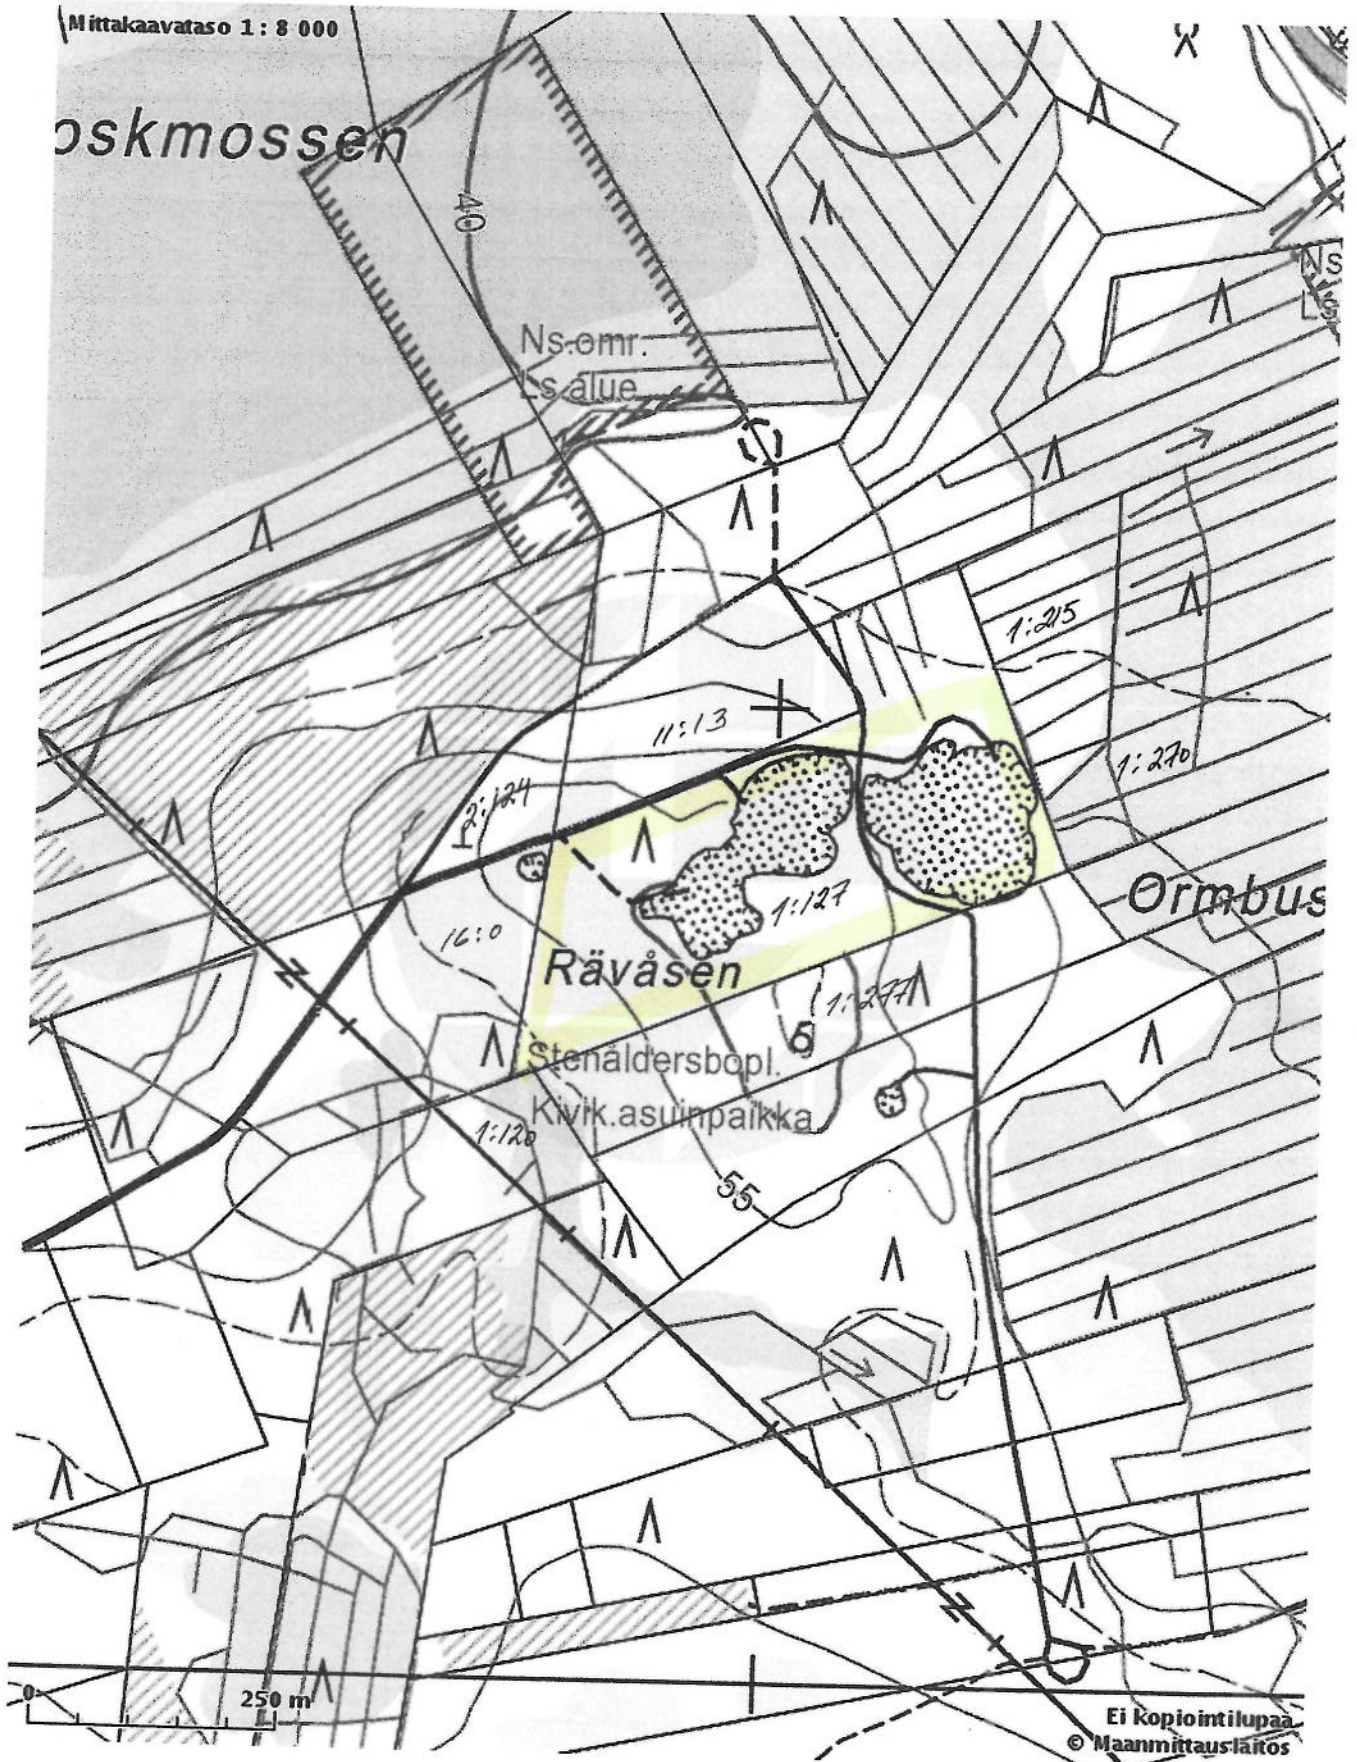 Mittakaavataso 1 : 8 000
oskmossen
40
Ns
Ls
Ns.omr.
Ls.alue
1:215
11:13
1:270
2:124
Ormbus
1:127
16:0
Rävåsen
1:277
Stenåldersbopl.
Kivik.asuinpaikka
1:120
55
0
250 m
Ei kopiointilupaa
© Maanmittauslaitos